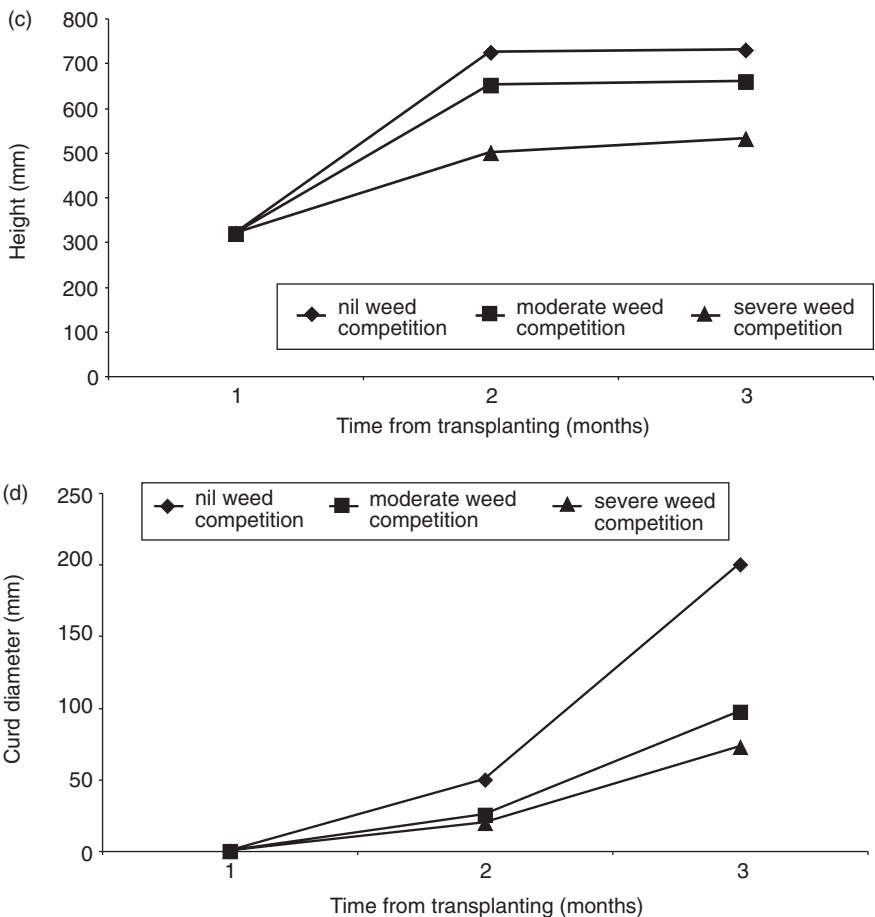 (c)
800
700
600
500
400
300
200
100
0
Height (mm)
nil weed
competition
moderate weed
competition
severe weed
competition
1 2 3
Time from transplanting (months)
(d)
250
200
150
100
50
0
Curd diameter (mm)
nil weed
competition
moderate weed
competition
severe weed
competition
1 2 3
Time from transplanting (months)